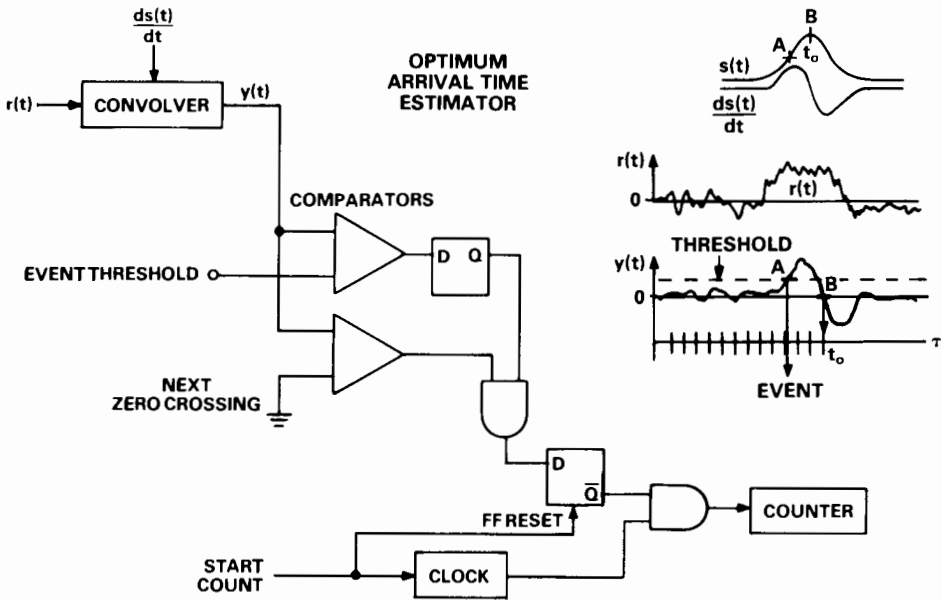 ds(t)
dt
r(t)
CONVOLVER
y(t)
OPTIMUM
ARRIVAL TIME
ESTIMATOR
B
A
t₀
s(t)
ds(t)
dt
r(t)
0
r(t)
COMPARATORS
EVENT THRESHOLD
D Q
THRESHOLD
y(t)
A
B
0
τ
t₀
EVENT
NEXT
ZERO CROSSING
D
Q̅
FF RESET
COUNTER
START
COUNT
CLOCK